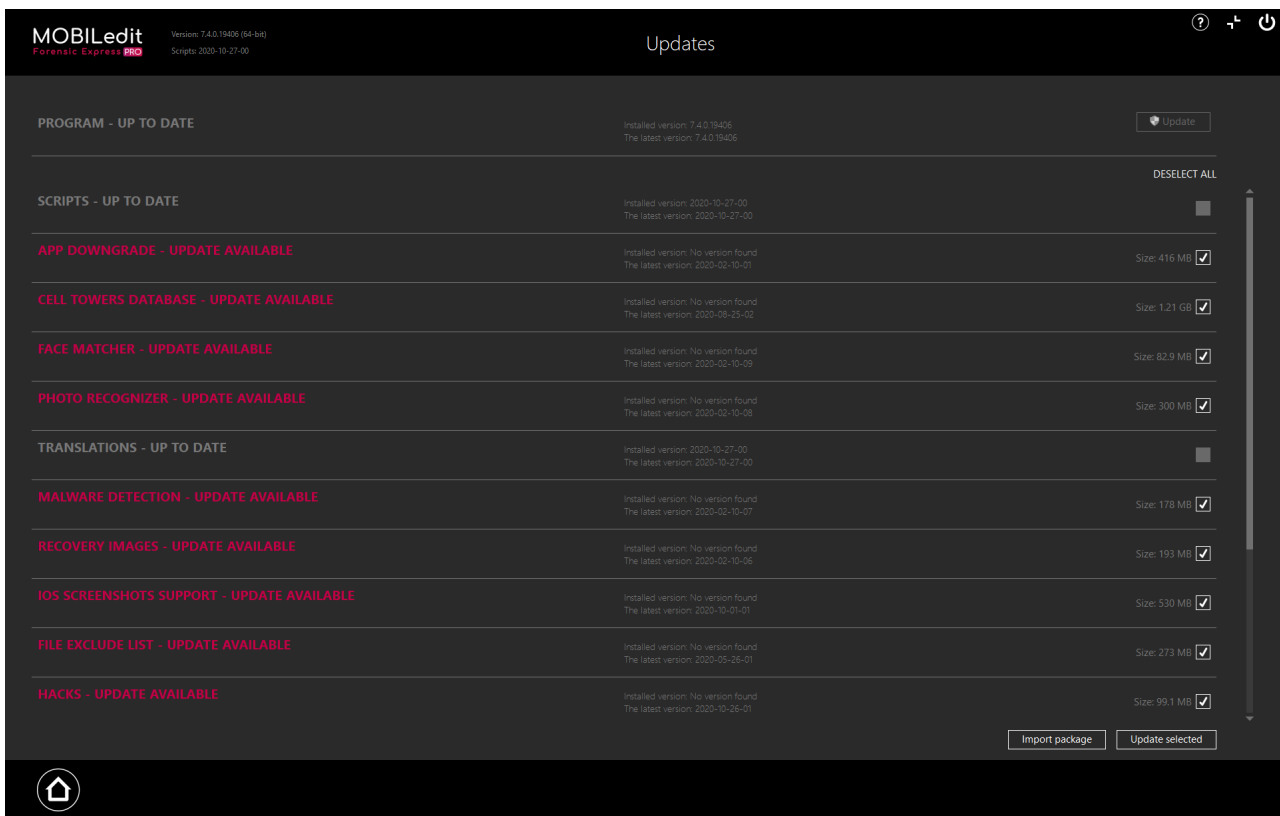 MOBILedit
Forensic Express PRO
Version: 7.4.0.19406 (64-bit)
Scripts: 2020-10-27-00
Updates
?
PROGRAM - UP TO DATE
Installed version: 7.4.0.19406
The latest version: 7.4.0.19406
Update
DESELECT ALL
SCRIPTS - UP TO DATE
Installed version: 2020-10-27-00
The latest version: 2020-10-27-00
APP DOWNGRADE - UPDATE AVAILABLE
Installed version: No version found
The latest version: 2020-02-10-01
Size: 416 MB
CELL TOWERS DATABASE - UPDATE AVAILABLE
Installed version: No version found
The latest version: 2020-08-25-02
Size: 1.21 GB
FACE MATCHER - UPDATE AVAILABLE
Installed version: No version found
The latest version: 2020-02-10-09
Size: 82.9 MB
PHOTO RECOGNIZER - UPDATE AVAILABLE
Installed version: No version found
The latest version: 2020-02-10-08
Size: 300 MB
TRANSLATIONS - UP TO DATE
Installed version: 2020-10-27-00
The latest version: 2020-10-27-00
MALWARE DETECTION - UPDATE AVAILABLE
Installed version: No version found
The latest version: 2020-02-10-07
Size: 178 MB
RECOVERY IMAGES - UPDATE AVAILABLE
Installed version: No version found
The latest version: 2020-02-10-06
Size: 193 MB
IOS SCREENSHOTS SUPPORT - UPDATE AVAILABLE
Installed version: No version found
The latest version: 2020-10-01-01
Size: 530 MB
FILE EXCLUDE LIST - UPDATE AVAILABLE
Installed version: No version found
The latest version: 2020-05-26-01
Size: 273 MB
HACKS - UPDATE AVAILABLE
Installed version: No version found
The latest version: 2020-10-26-01
Size: 99.1 MB
Import package
Update selected